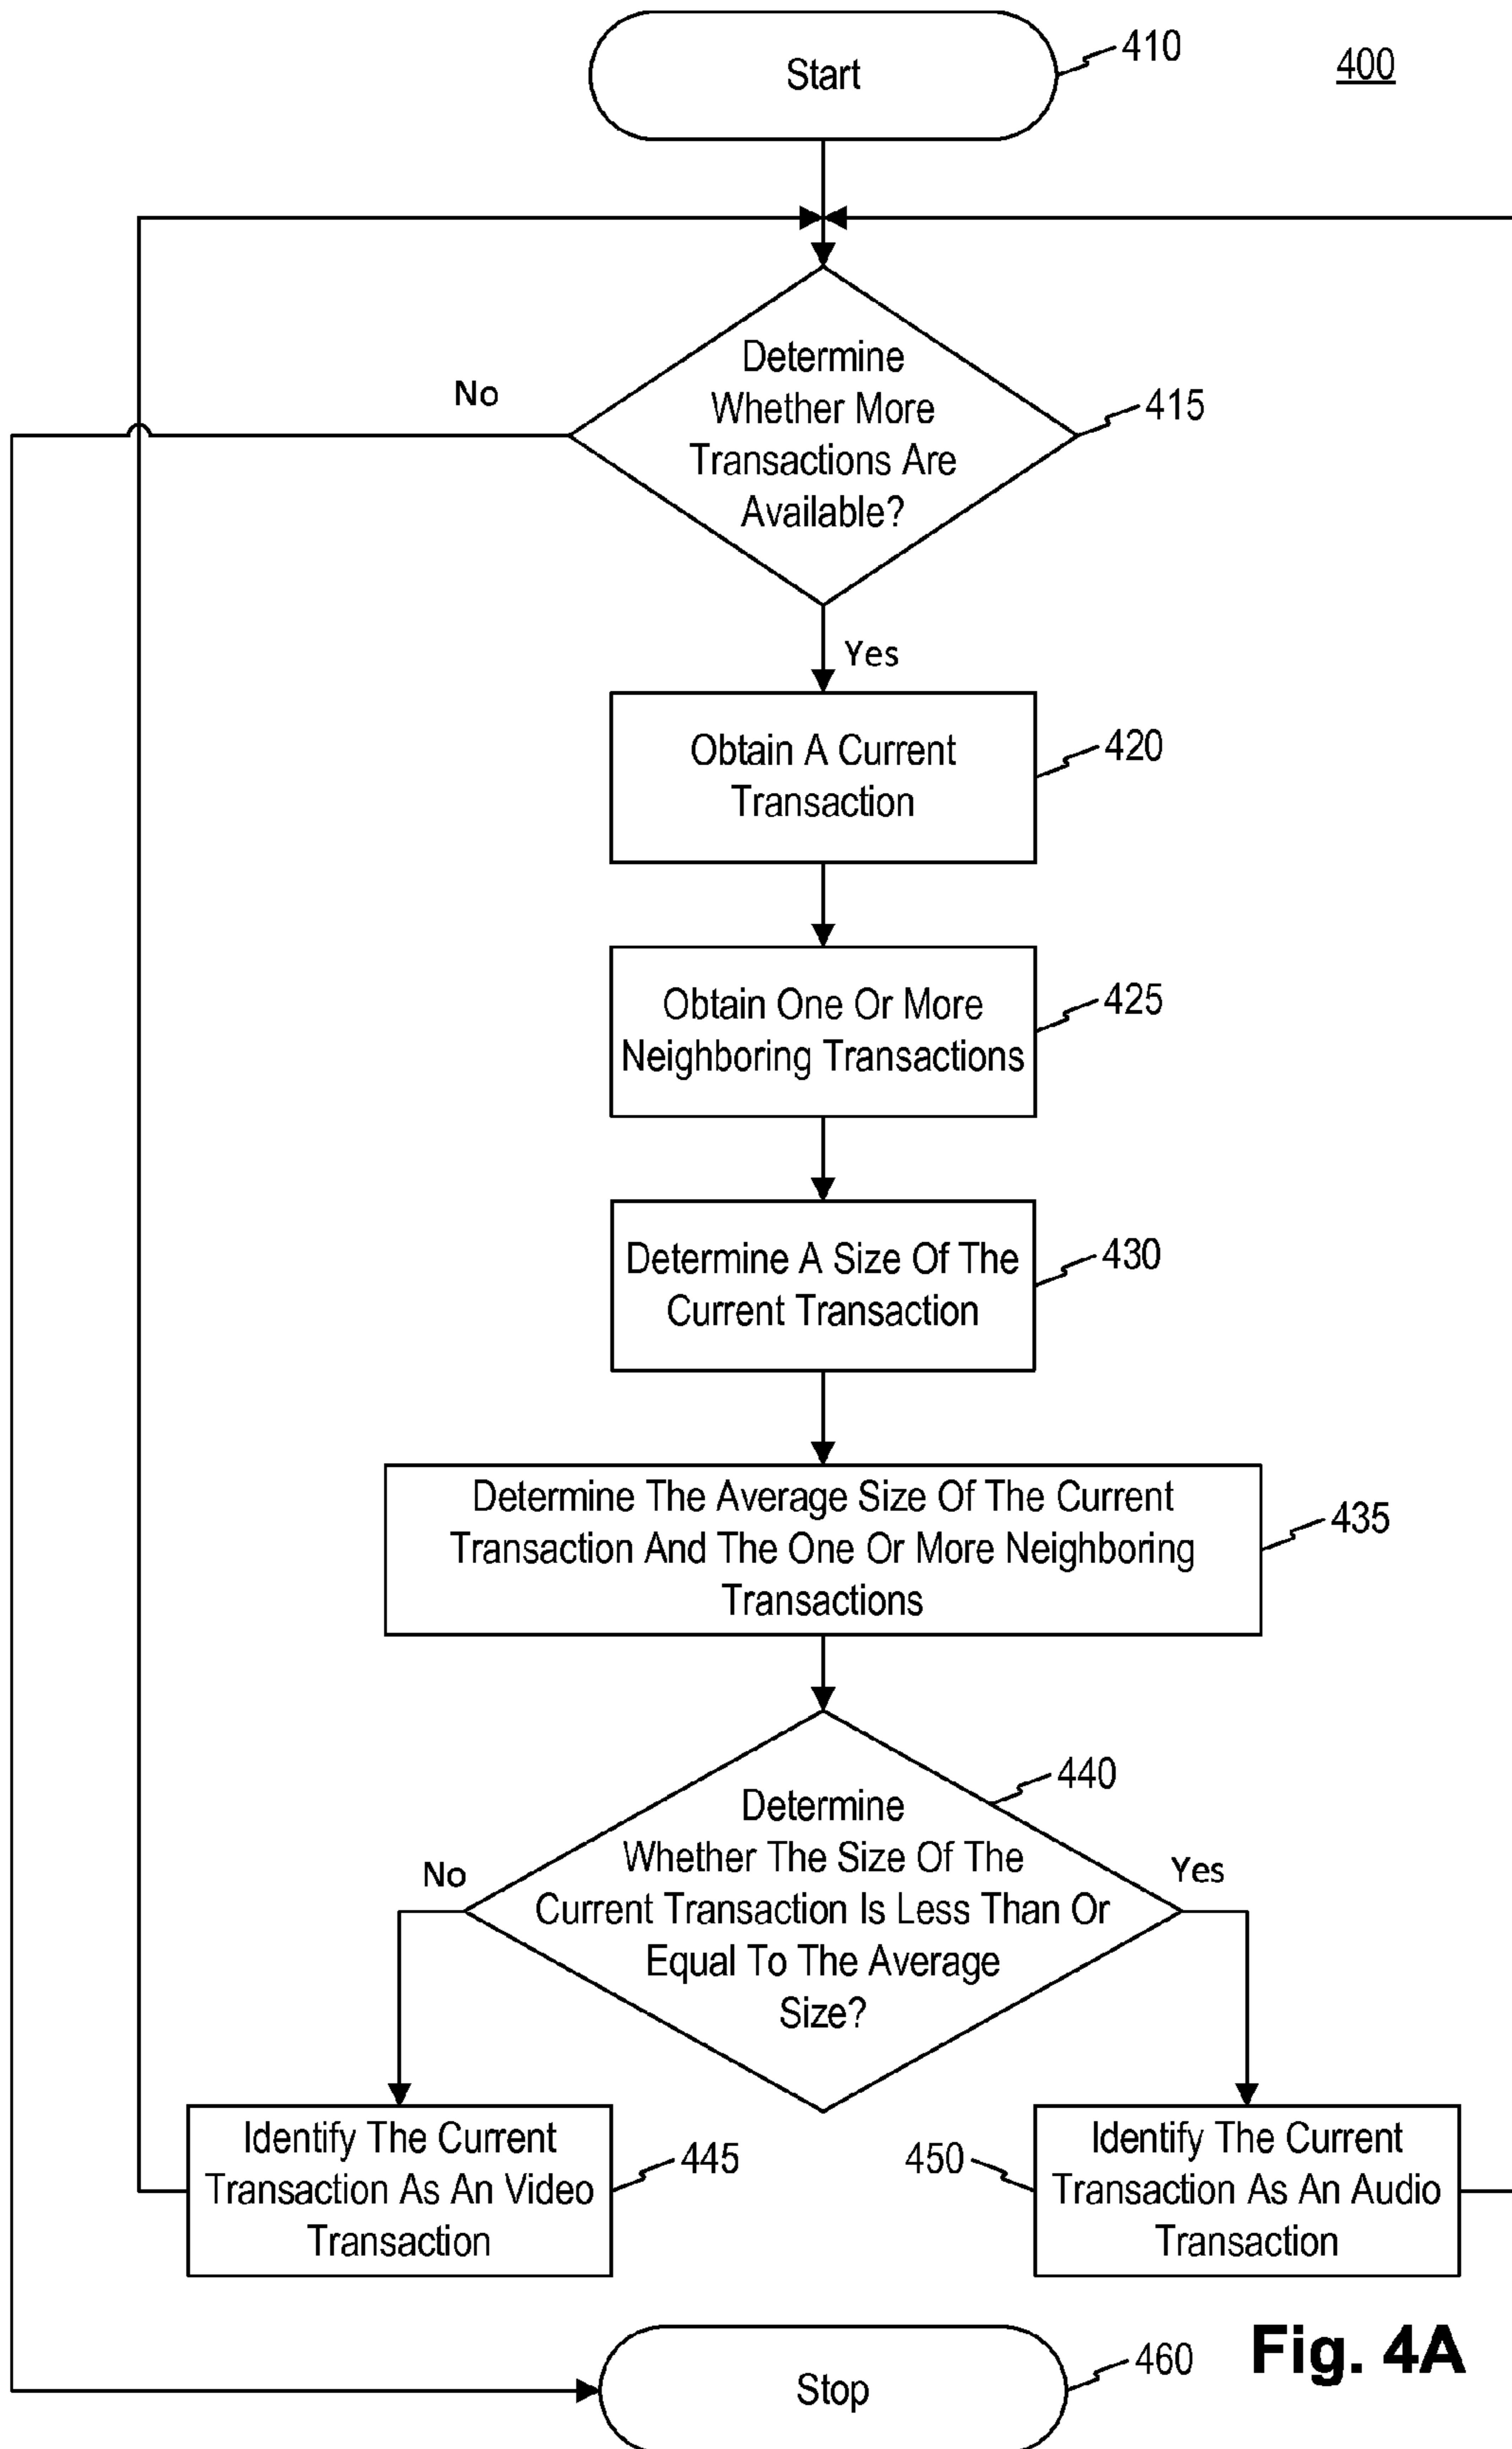 Start
410
400
Determine
Whether More
Transactions Are
Available?
No
415
Yes
Obtain A Current
Transaction
420
Obtain One Or More
Neighboring Transactions
425
Determine A Size Of The
Current Transaction
430
Determine The Average Size Of The Current
Transaction And The One Or More Neighboring
Transactions
435
440
Determine
Whether The Size Of The
Current Transaction Is Less Than Or
Equal To The Average
Size?
No
Yes
Identify The Current
Transaction As An Video
Transaction
445
450
Identify The Current
Transaction As An Audio
Transaction
Stop
460
Fig. 4A